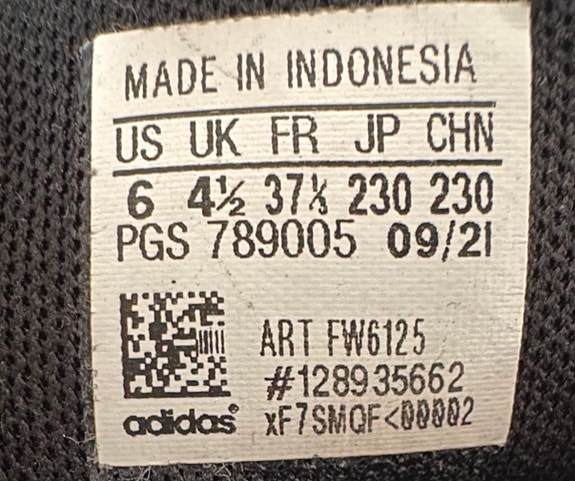 MADE IN INDONESIA
US UK FR JP CHN
6 4½ 37⅓ 230 230
PGS 789005 09/21
ART FW6125
#128935662
adidas®
xF7SMQF<00002